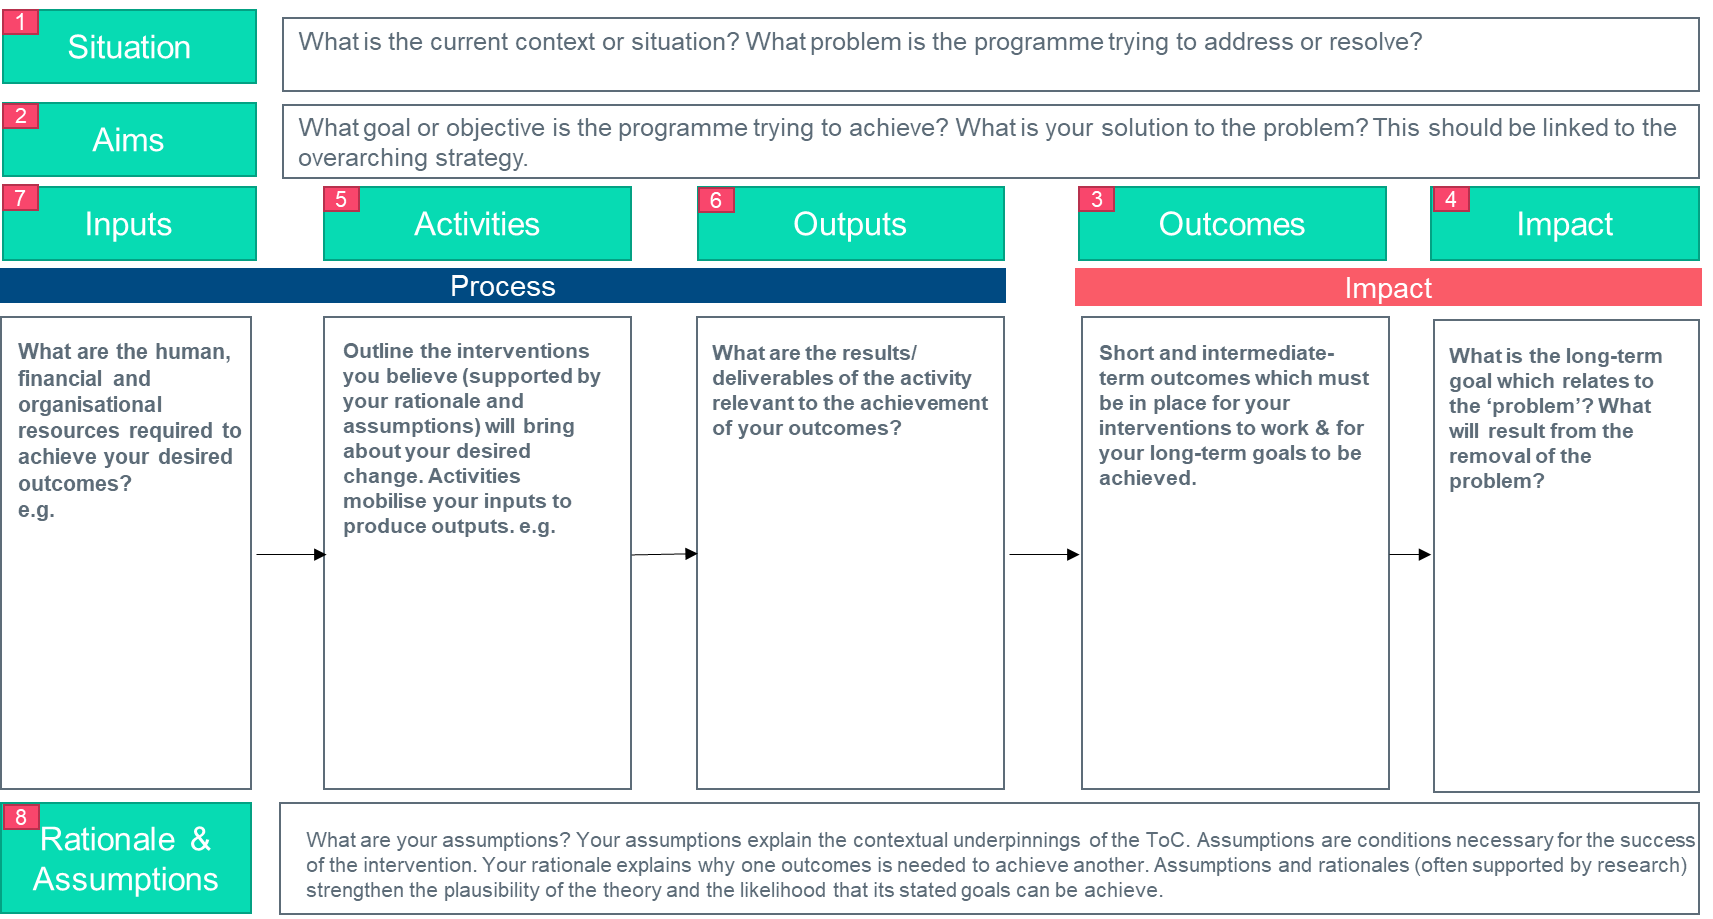 1
Situation
What is the current context or situation? What problem is the programme trying to address or resolve?
2
Aims
What goal or objective is the programme trying to achieve? What is your solution to the problem? This should be linked to the
overarching strategy.
7
Inputs
5
Activities
6
Outputs
3
Outcomes
4
Impact
Process
Impact
What are the human,
financial and
organisational
resources required to
achieve your desired
outcomes?
e.g.
Outline the interventions
you believe (supported by
your rationale and
assumptions) will bring
about your desired
change. Activities
mobilise your inputs to
produce outputs. e.g.
What are the results/
deliverables of the activity
relevant to the achievement
of your outcomes?
Short and intermediate-
term outcomes which must
be in place for your
interventions to work & for
your long-term goals to be
achieved.
What is the long-term
goal which relates to
the ‘problem’? What
will result from the
removal of the
problem?
8
Rationale &
Assumptions
What are your assumptions? Your assumptions explain the contextual underpinnings of the ToC. Assumptions are conditions necessary for the success
of the intervention. Your rationale explains why one outcomes is needed to achieve another. Assumptions and rationales (often supported by research)
strengthen the plausibility of the theory and the likelihood that its stated goals can be achieve.